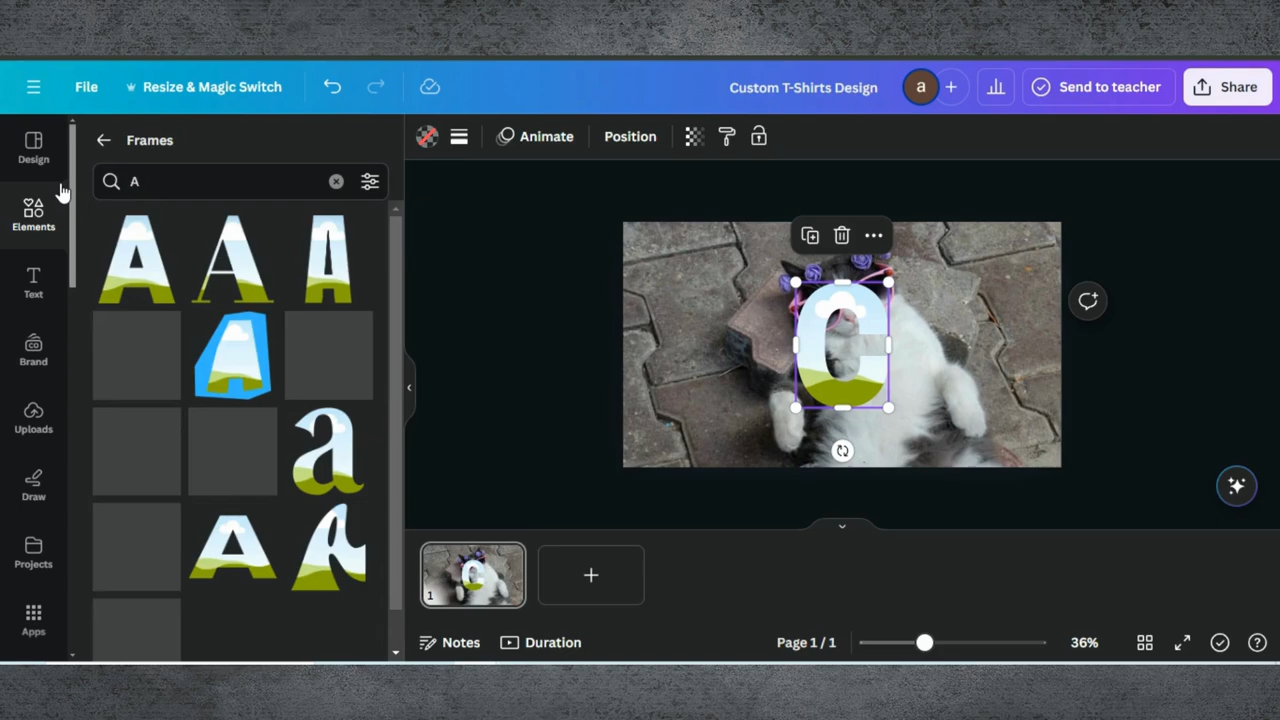 File
Resize & Magic Switch
Custom T-Shirts Design
a
Send to teacher
Share
Design
Elements
Text
Brand
Uploads
Draw
Projects
Apps
Frames
A
A A A
A
a
A A
Animate
Position
G
1
Notes
Duration
Page 1 / 1
36%